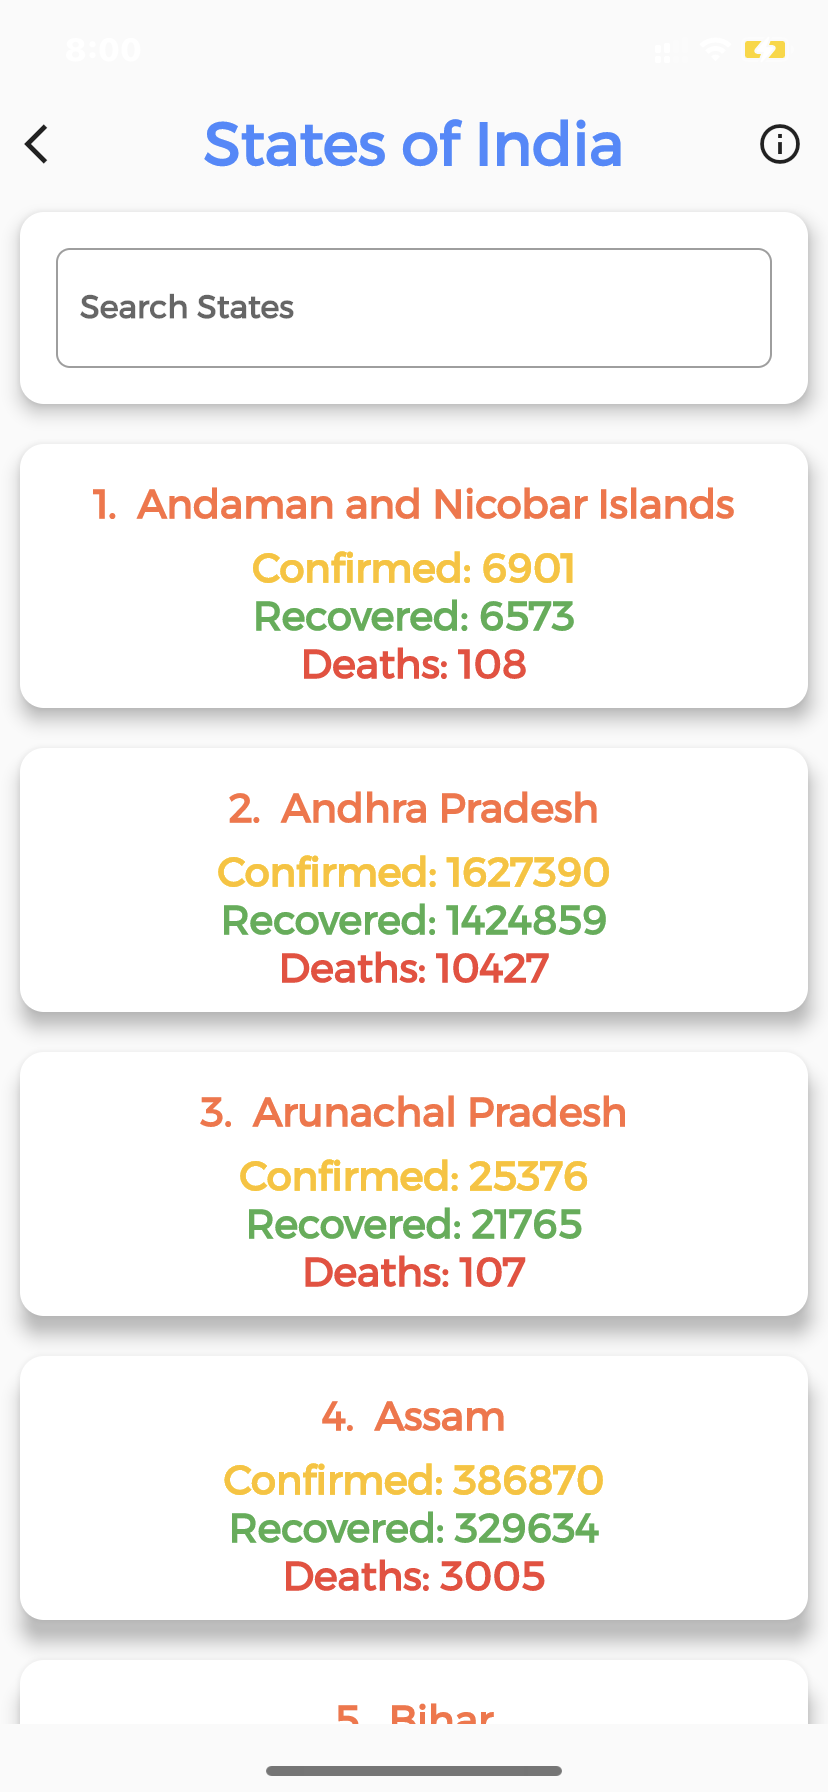 8:00
States of India
Search States
1. Andaman and Nicobar Islands
Confirmed: 6901
Recovered: 6573
Deaths: 108
2. Andhra Pradesh
Confirmed: 1627390
Recovered: 1424859
Deaths: 10427
3. Arunachal Pradesh
Confirmed: 25376
Recovered: 21765
Deaths: 107
4. Assam
Confirmed: 386870
Recovered: 329634
Deaths: 3005
5. Bihar